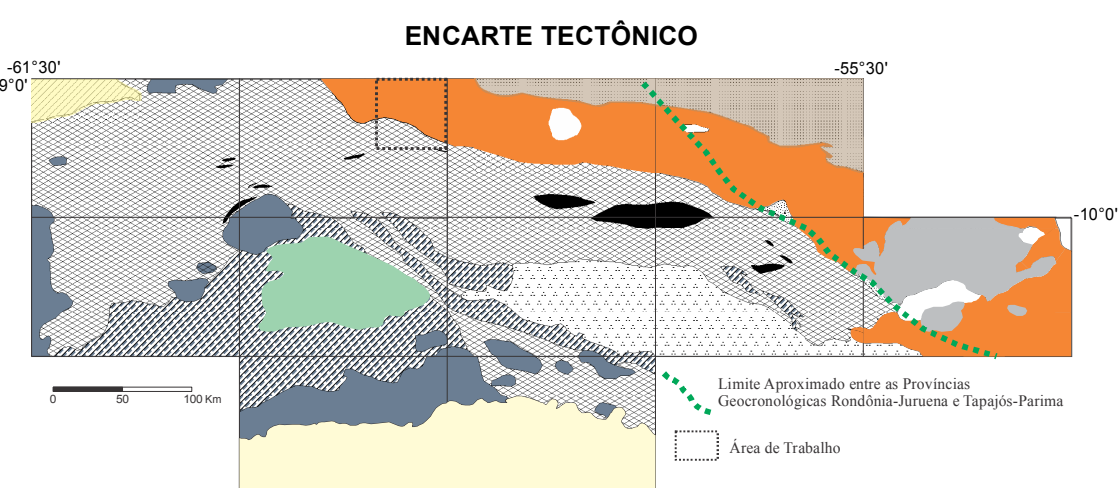 ENCARTE TECTÔNICO
-61°30'
-55°30'
9°0'
-10°0'
0 50 100 Km
Limite Aproximado entre as Províncias
Geocronológicas Rondônia-Juruena e Tapajós-Parima
Área de Trabalho